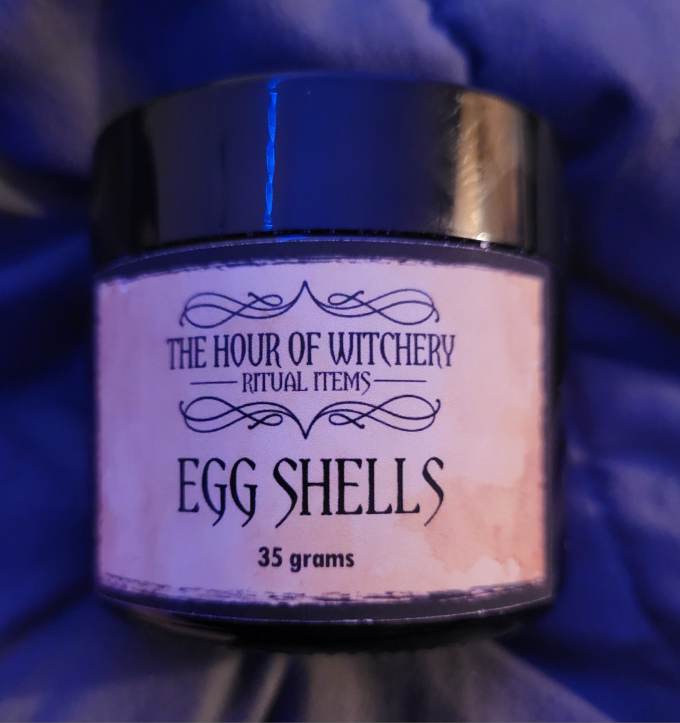 THE HOUR OF WITCHERY
RITUAL ITEMS
EGG SHELLS
35 grams